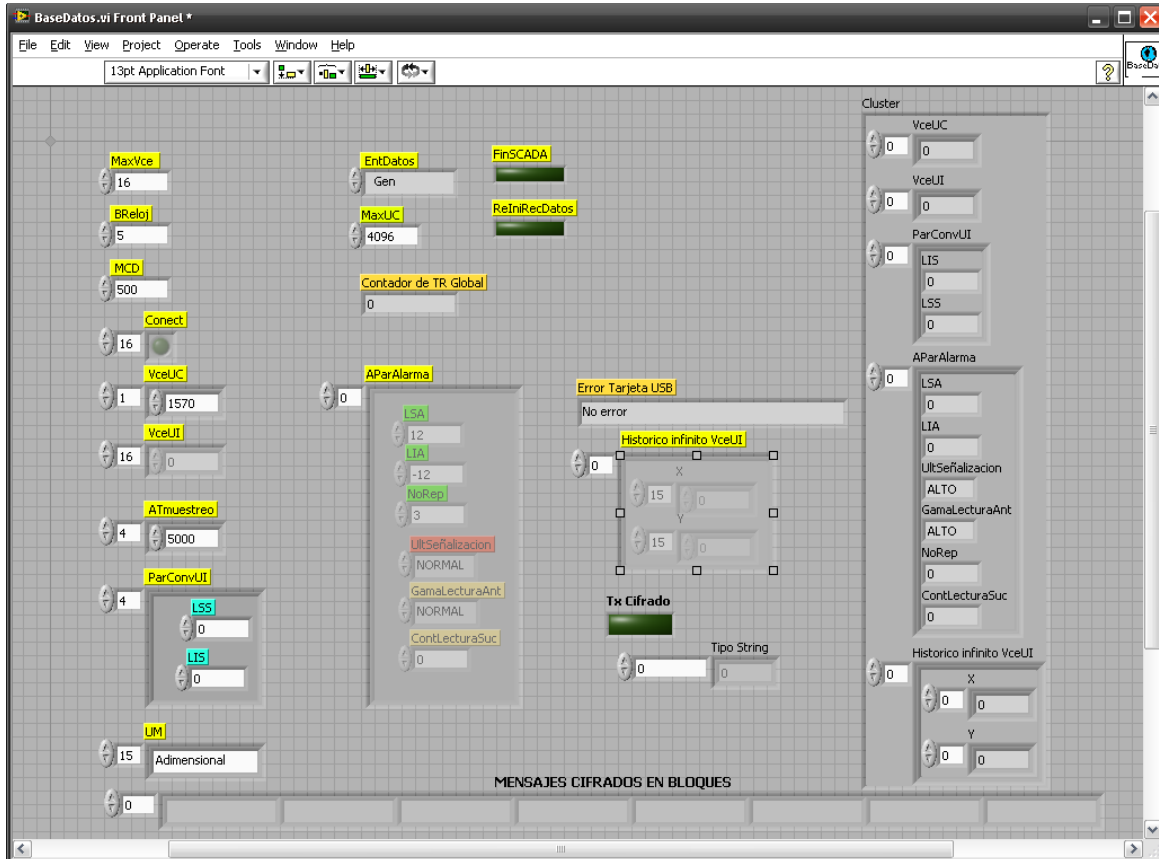 BaseDatos.vi Front Panel *
File Edit View Project Operate Tools Window Help
13pt Application Font
?
BaseDa
MaxVce
16
BReloj
5
MCD
500
Conect
16
VceUC
1
1570
VceUI
16
0
ATmuestreo
4
5000
ParConvUI
4
LSS
0
LIS
0
UM
15
Adimensional
EntDatos
Gen
MaxUC
4096
Contador de TR Global
0
FinSCADA
ReIniRecDatos
AParAlarma
0
LSA
12
LIA
-12
NoRep
3
UltSeñalizacion
NORMAL
GamaLecturaAnt
NORMAL
ContLecturaSuc
0
Error Tarjeta USB
No error
Historico infinito VceUI
0
X
15
0
Y
15
0
Tx Cifrado
Tipo String
0
0
Cluster
VceUC
0
0
VceUI
0
0
ParConvUI
0
LIS
0
LSS
0
AParAlarma
0
LSA
0
LIA
0
UltSeñalizacion
ALTO
GamaLecturaAnt
ALTO
NoRep
0
ContLecturaSuc
0
Historico infinito VceUI
0
X
0
0
Y
0
0
MENSAJES CIFRADOS EN BLOQUES
0